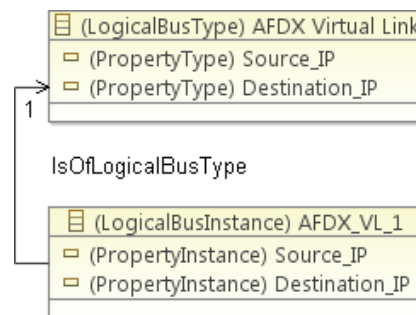 (LogicalBusType) AFDX Virtual Link
(PropertyType) Source_IP
(PropertyType) Destination_IP
1
IsOfLogicalBusType
(LogicalBusInstance) AFDX_VL_1
(PropertyInstance) Source_IP
(PropertyInstance) Destination_IP